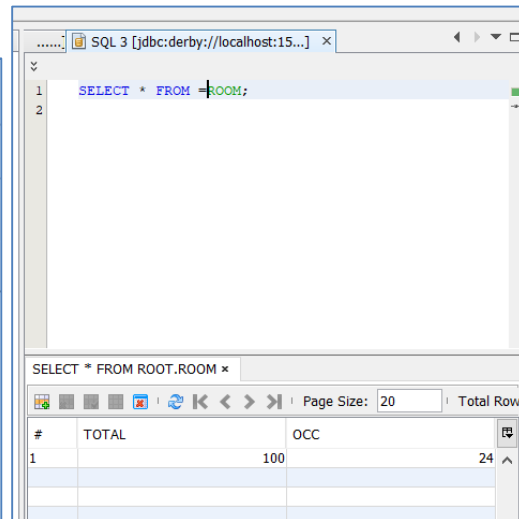 ......] SQL 3 [jdbc:derby://localhost:15...] ×
1 SELECT * FROM =ROOM;
2
SELECT * FROM ROOT.ROOM ×
Page Size: 20 Total Row
# TOTAL OCC
1 100 24